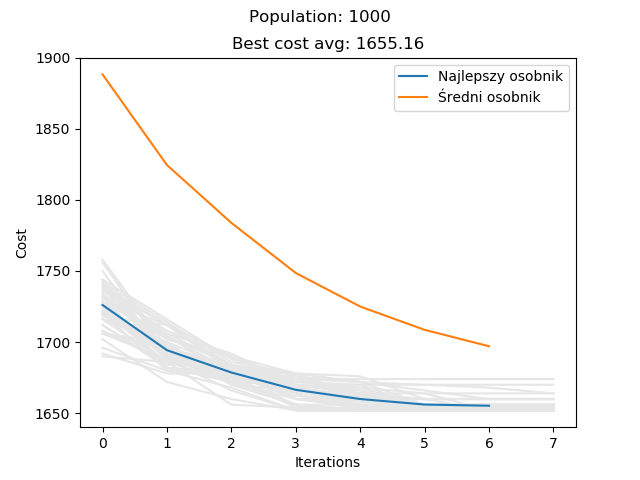 Population: 1000
Best cost avg: 1655.16
Najlepszy osobnik
Średni osobnik
Cost
1900
1850
1800
1750
1700
1650
0 1 2 3 4 5 6 7
Iterations